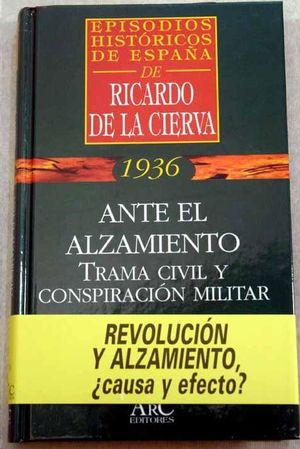 EPISODIOS
HISTÓRICOS
DE ESPAÑA
DE
RICARDO
DE LA CIERVA
1936
ANTE EL
ALZAMIENTO
TRAMA CIVIL Y
CONSPIRACIÓN MILITAR
REVOLUCIÓN
Y ALZAMIENTO,
¿causa y efecto?
ARC
EDITORES